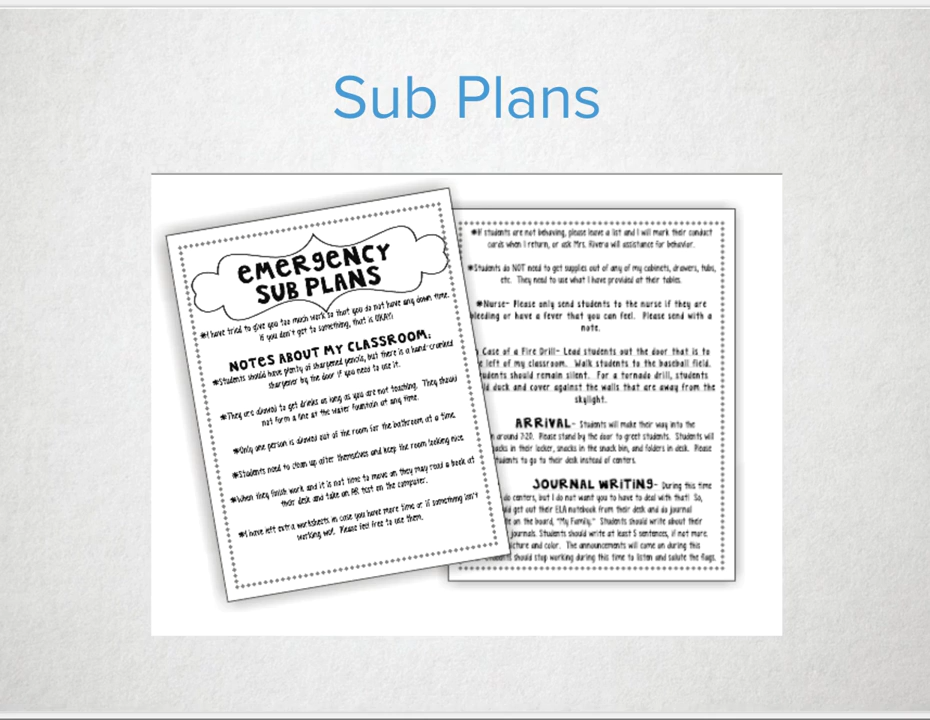 Sub Plans
EMERGENCY
SUB PLANS
*I have tried to give you too much work so that you do not have any down time.
If you don't get to something, that is OKAY!
NOTES ABOUT MY CLASSROOM:
*Students should have plenty of sharpened pencils, but there is a hand-cranked
sharpener by the door if you need to use it.
*They are allowed to get drinks as long as you are not teaching. They should
not form a line at the water fountain at any time.
*Only one person is allowed out of the room for the bathroom at a time.
*Students need to clean up after themselves and keep the room looking nice
*When they finish work and it is not time to move on they may read a book at
their desk and take an AR test on the computer.
*I have left extra worksheets in case you have more time or if something isn't
working well. Please feel free to use them.
*If students are not behaving, please leave a list and I will mark their conduct
cards when I return, or ask Mrs. Rivera will assistance for behavior.
*Students do NOT need to get supplies out of any of my cabinets, drawers, tubs,
etc. They need to use what I have provided at their tables.
*Nurse- Please only send students to the nurse if they are
bleeding or have a fever that you can feel. Please send with a
note.
Case of a Fire Drill- Lead students out the door that is to
left of my classroom. Walk students to the baseball field.
students should remain silent. For a tornado drill, students
duck and cover against the walls that are away from the
skylight.
ARRIVAL- Students will make their way into the
around 7:20. Please stand by the door to greet students. Students will
in their locker, snacks in the snack bin, and folders in desk. Please
students to go to their desk instead of centers.
JOURNAL WRITING- During this time
do centers, but I do not want you to have to deal with that! So,
get out their ELA notebook from their desk and do journal
on the board, "My Family." Students should write about their
journals. Students should write at least 5 sentences, if not more.
picture and color. The announcements will come on during this
should stop working during this time to listen and salute the flags.